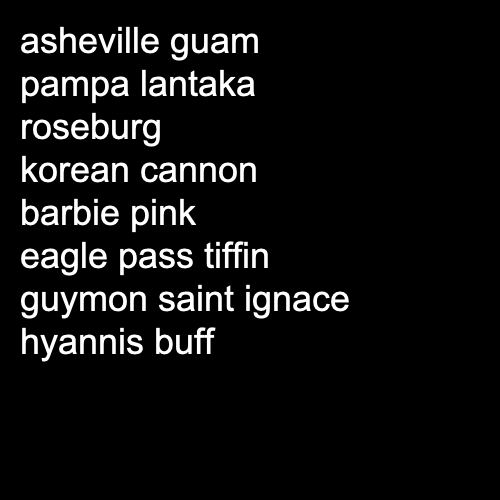 asheville guam
pampa lantaka
roseburg
korean cannon
barbie pink
eagle pass tiffin
guymon saint ignace
hyannis buff